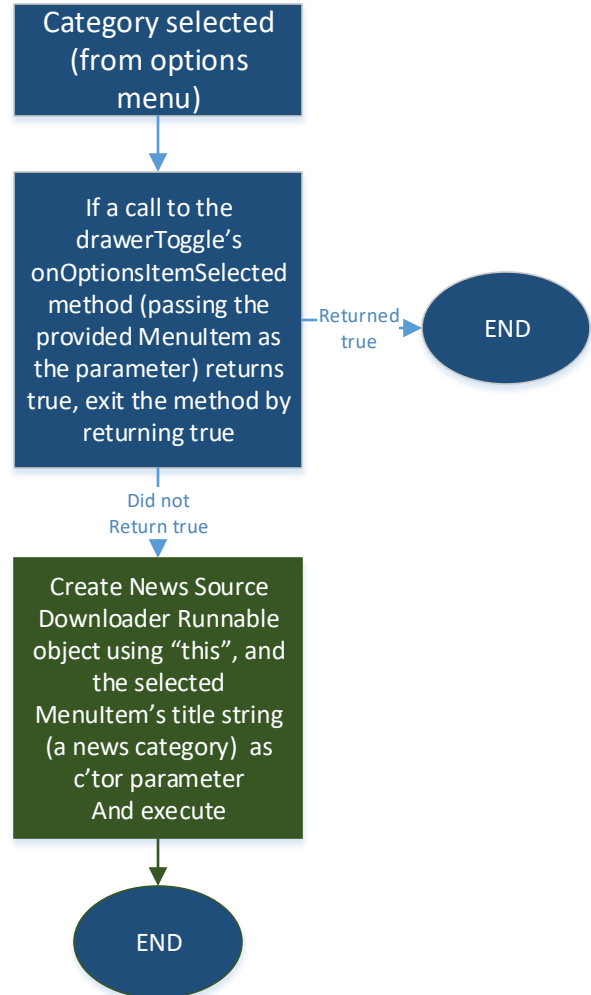 Category selected
(from options
menu)
If a call to the
drawerToggle's
onOptionsItemSelected
method (passing the
provided MenuItem as
the parameter) returns
true, exit the method by
returning true
Returned
true
END
Did not
Return true
Create News Source
Downloader Runnable
object using “this”, and
the selected
MenuItem's title string
(a news category)  as
c'tor parameter
And execute
END